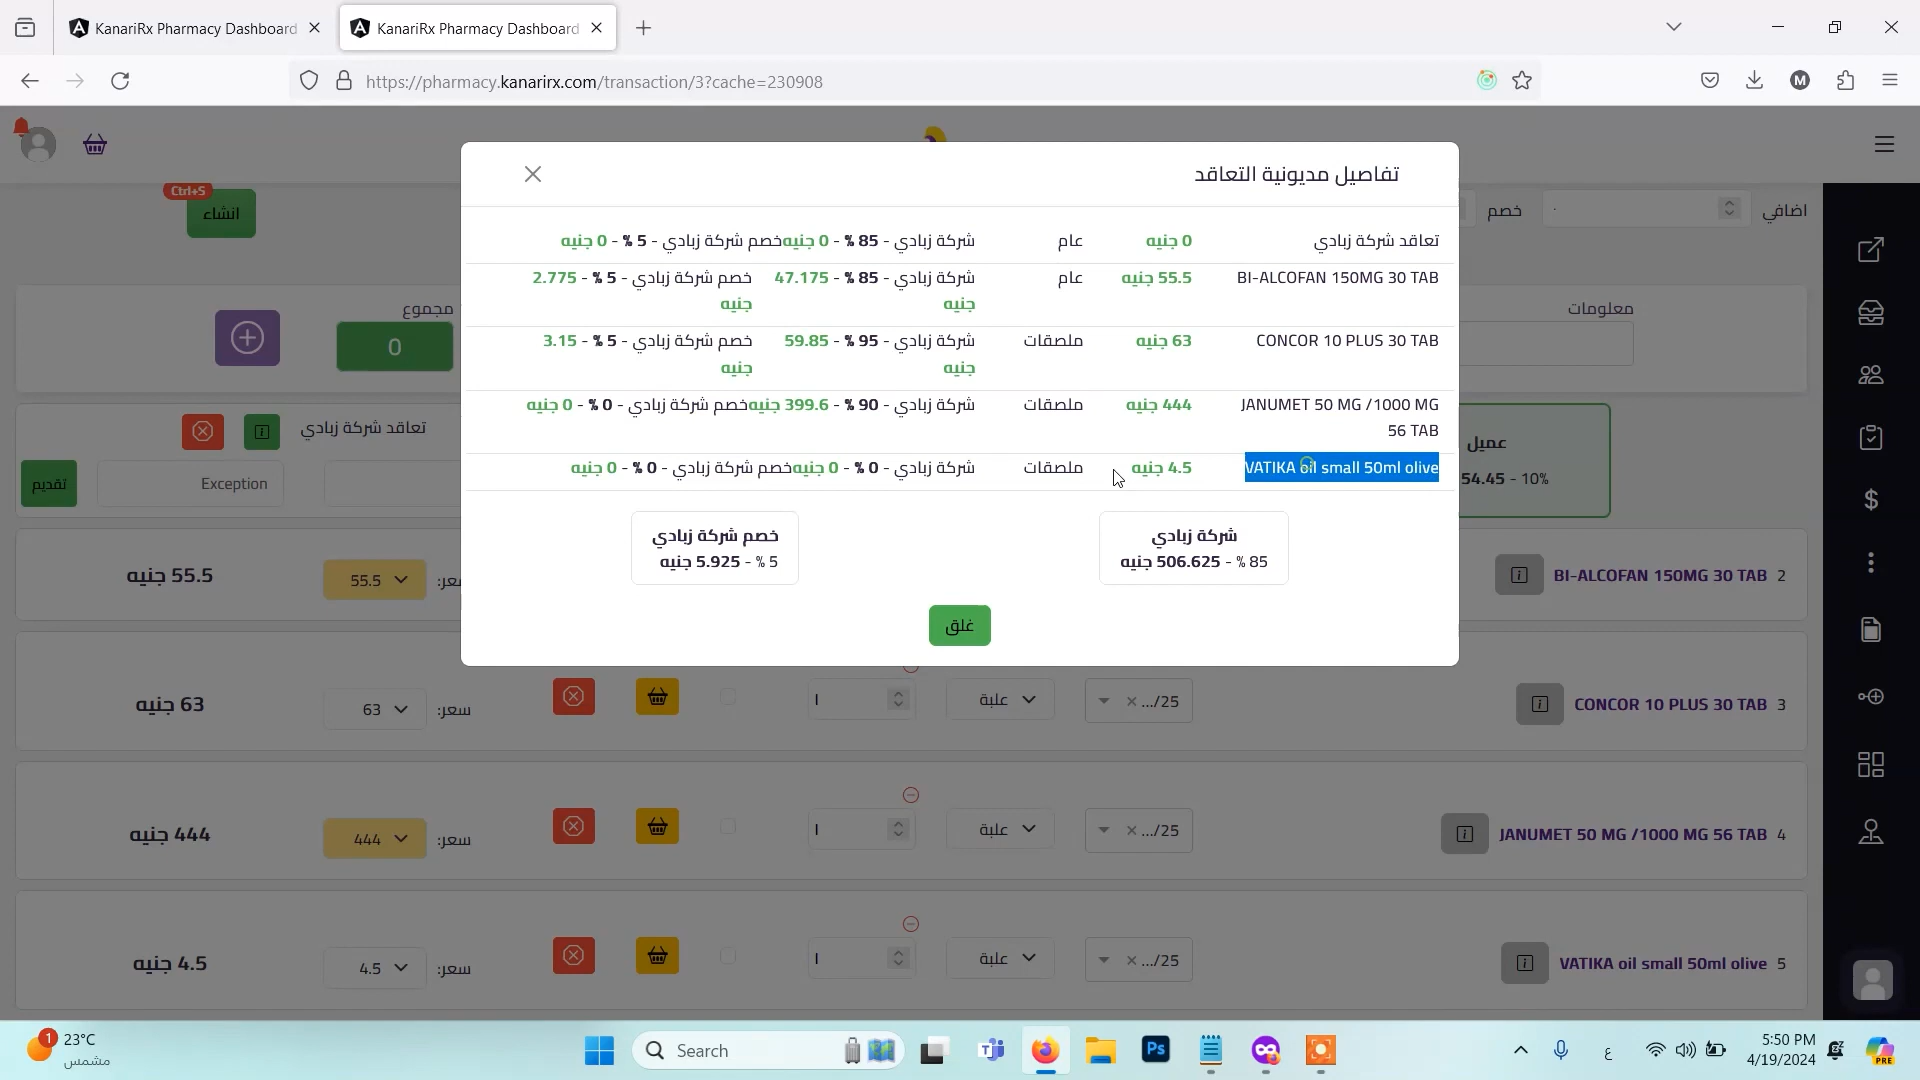 KanariRx Pharmacy Dashboard
KanariRx Pharmacy Dashboard
https://pharmacy.kanarirx.com/transaction/3?cache=230908
Ctrl+S
انشاء
خصم
اضافي
تفاصيل مديونية التعاقد
تعاقد شركة زبادي 0 جنيه عام شركة زبادي - 85 % - 0 جنيه خصم شركة زبادي - 5 % - 0 جنيه
BI-ALCOFAN 150MG 30 TAB 55.5 جنيه عام شركة زبادي - 85 % - 47.175 جنيه خصم شركة زبادي - 5 % - 2.775 جنيه
CONCOR 10 PLUS 30 TAB 63 جنيه ملصقات شركة زبادي - 95 % - 59.85 جنيه خصم شركة زبادي - 5 % - 3.15 جنيه
JANUMET 50 MG /1000 MG 56 TAB 444 جنيه ملصقات شركة زبادي - 90 % - 399.6 جنيه خصم شركة زبادي - 0 % - 0 جنيه
VATIKA oil small 50ml olive 4.5 جنيه ملصقات شركة زبادي - 0 % - 0 جنيه خصم شركة زبادي - 0 % - 0 جنيه
شركة زبادي
85 % - 506.625 جنيه
خصم شركة زبادي
5 % - 5.925 جنيه
غلق
معلومات
مجموع
0
تعاقد شركة زبادي
Exception
تقديم
عميل
54.45 - 10%
2 BI-ALCOFAN 150MG 30 TAB
سعر: 55.5
55.5 جنيه
3 CONCOR 10 PLUS 30 TAB
25/...
علبة
1
سعر: 63
63 جنيه
4 JANUMET 50 MG /1000 MG 56 TAB
25/...
علبة
1
سعر: 444
444 جنيه
5 VATIKA oil small 50ml olive
25/...
علبة
1
سعر: 4.5
4.5 جنيه
1
23°C
مشمس
Search
ع
5:50 PM
4/19/2024
PRE